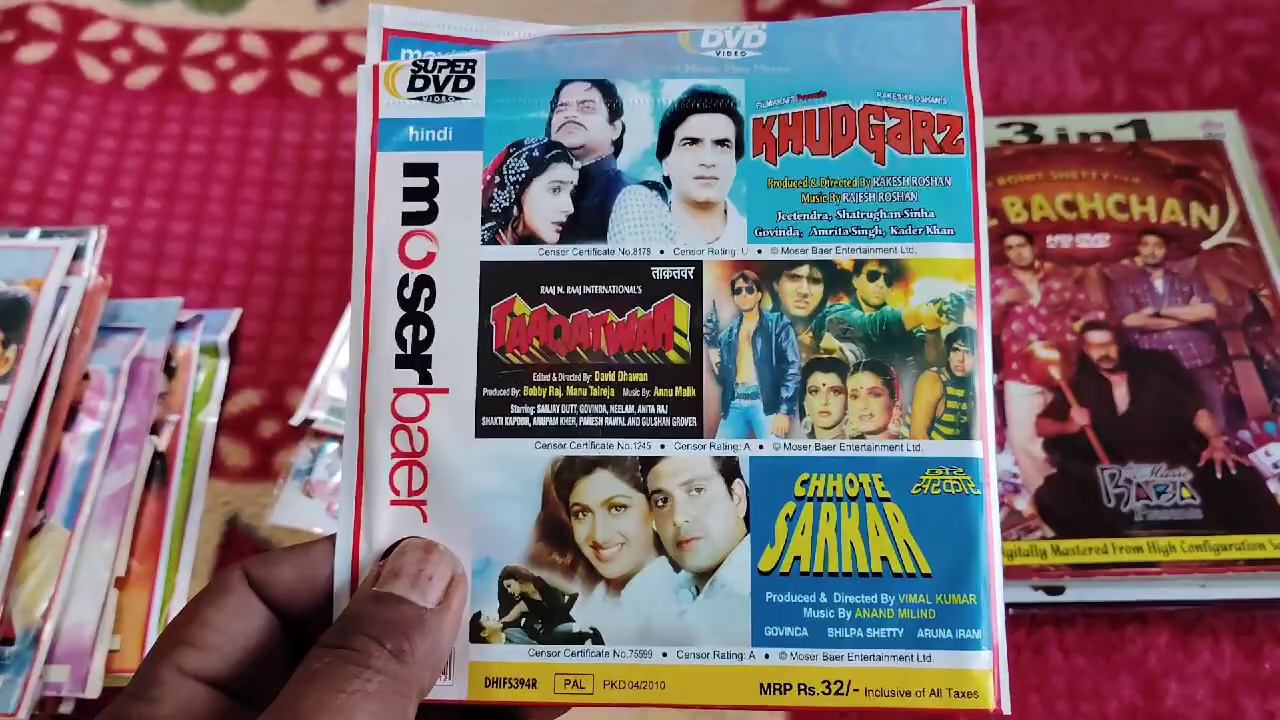 DVD
VIDEO
SUPER
DVD
VIDEO
hindi
moserbaer
FILMKRAFT Presents
RAKESH ROSHAN'S
KHUDGARZ
Produced & Directed By RAKESH ROSHAN
Music By RAJESH ROSHAN
Jeetendra, Shatrughan Sinha
Govinda, Amrita Singh, Kader Khan
Censor Certificate No.8178 • Censor Rating: U • © Moser Baer Entertainment Ltd.
ताक़तवर
RAAJ N. RAAJ INTERNATIONAL'S
TAAQATWAR
Edited & Directed By: David Dhawan
Produced By: Bobby Raj, Manu Talreja Music By: Annu Malik
Starring: SANJAY DUTT, GOVINDA, NEELAM, ANITA RAJ
SHAKTI KAPOOR, ANUPAM KHER, PARESH RAWAL AND GULSHAN GROVER
Censor Certificate No.1245 • Censor Rating: A • © Moser Baer Entertainment Ltd.
CHHOTE
SARKAR
छोटे
सरकार
Produced & Directed By VIMAL KUMAR
Music By ANAND MILIND
GOVINDA SHILPA SHETTY ARUNA IRANI
Censor Certificate No.75599 • Censor Rating: A • © Moser Baer Entertainment Ltd.
DHIFS394R PAL PKD 04/2010 MRP Rs.32/- Inclusive of All Taxes
3 in 1
ROHIT SHETTY
BACHCHAN
Music
RABA
Digitally Mastered From High Configuration